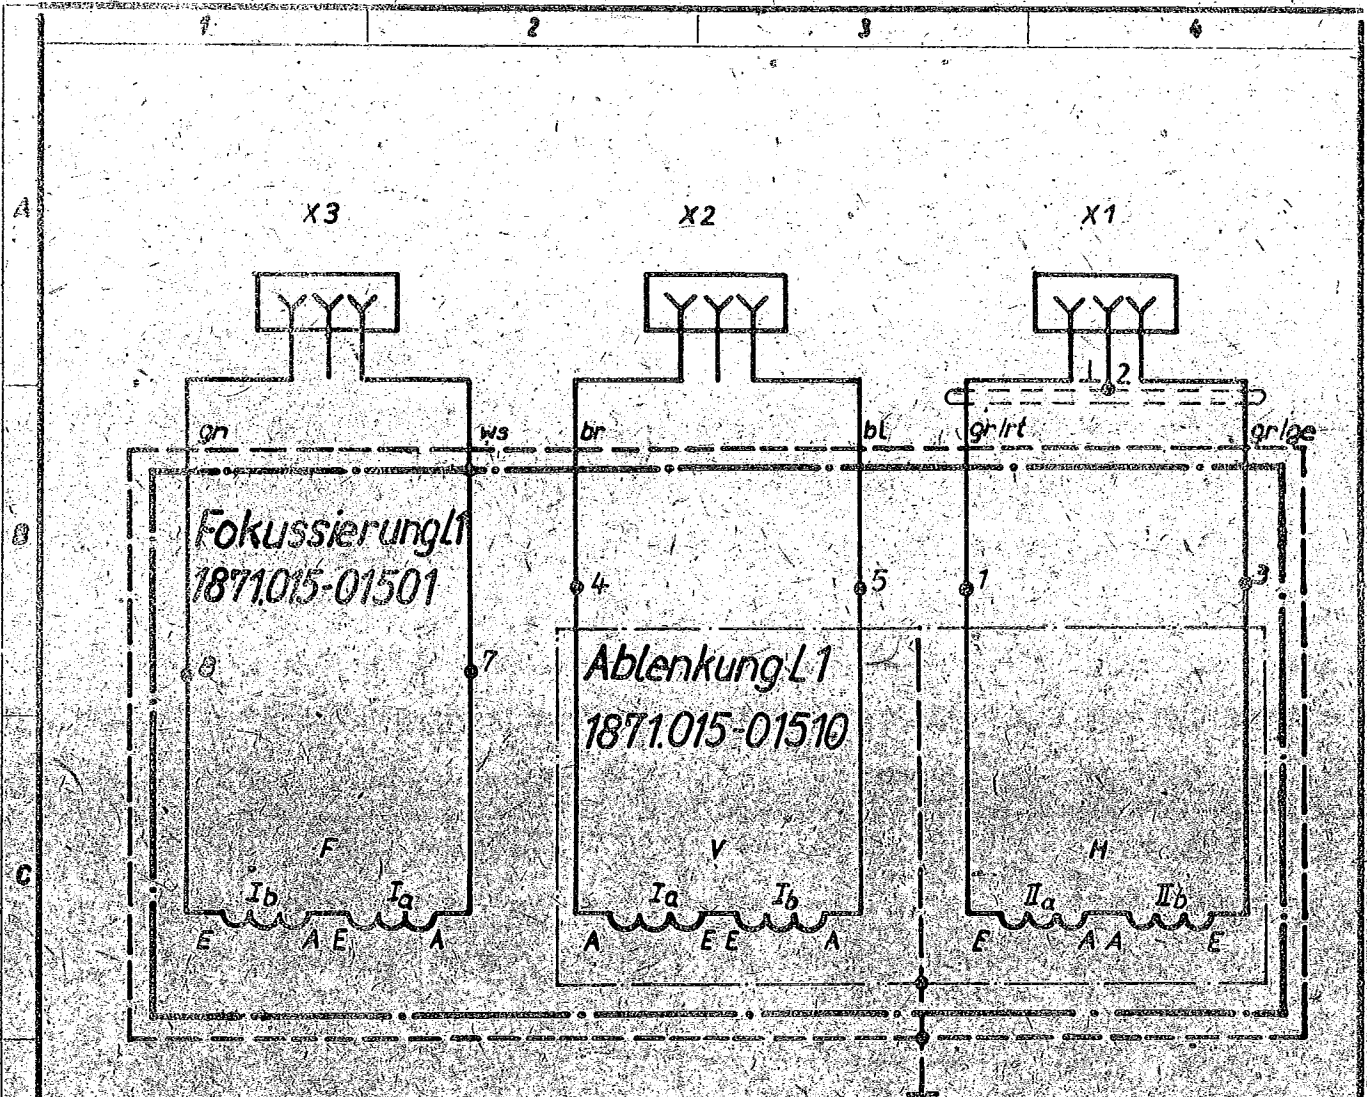 1 2 3 4
A
X3 X2 X1
1 2
gn ws br bl gr/rt gr/ge
B
Fokussierung L1
1871.015-01501
4 5 1 3
8 7
Ablenkung L1
1871.015-01510
F V H
C
Ib Ia Ia Ib IIa IIb
E A E A A E E A E A A E